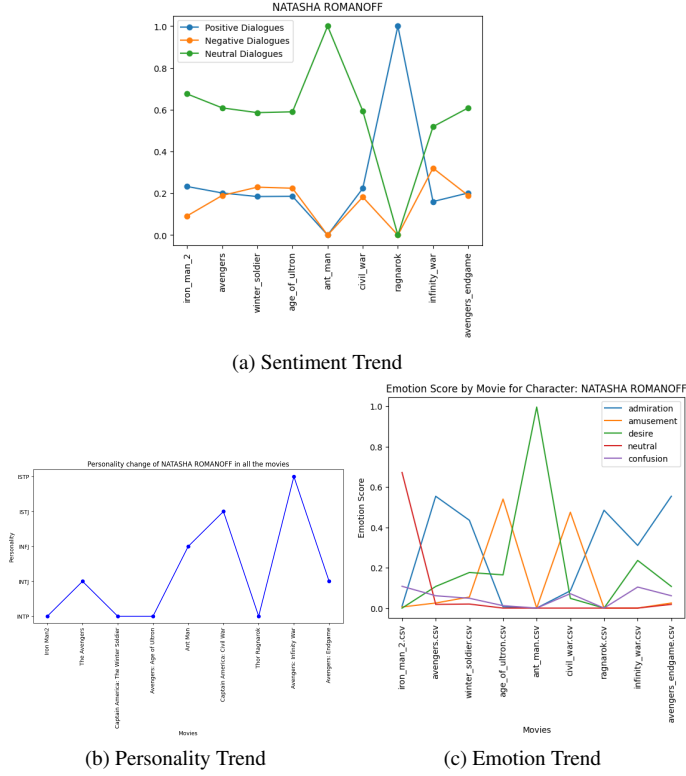 NATASHA ROMANOFF
Positive Dialogues
Negative Dialogues
Neutral Dialogues
1.0
0.8
0.6
0.4
0.2
0.0
iron_man_2
avengers
winter_soldier
age_of_ultron
ant_man
civil_war
ragnarok
infinity_war
avengers_endgame
(a) Sentiment Trend
Personality change of NATASHA ROMANOFF in all the movies
Personality
ISTP
ISTJ
INFJ
INTJ
INTP
Iron Man2
The Avengers
Captain America: The Winter Soldier
Avengers: Age of Ultron
Ant Man
Captain America: Civil War
Thor Ragnarok
Avengers: Infinity War
Avengers: Endgame
Movies
(b) Personality Trend
Emotion Score by Movie for Character: NATASHA ROMANOFF
admiration
amusement
desire
neutral
confusion
Emotion Score
1.0
0.8
0.6
0.4
0.2
0.0
iron_man_2.csv
avengers.csv
winter_soldier.csv
age_of_ultron.csv
ant_man.csv
civil_war.csv
ragnarok.csv
infinity_war.csv
avengers_endgame.csv
Movies
(c) Emotion Trend